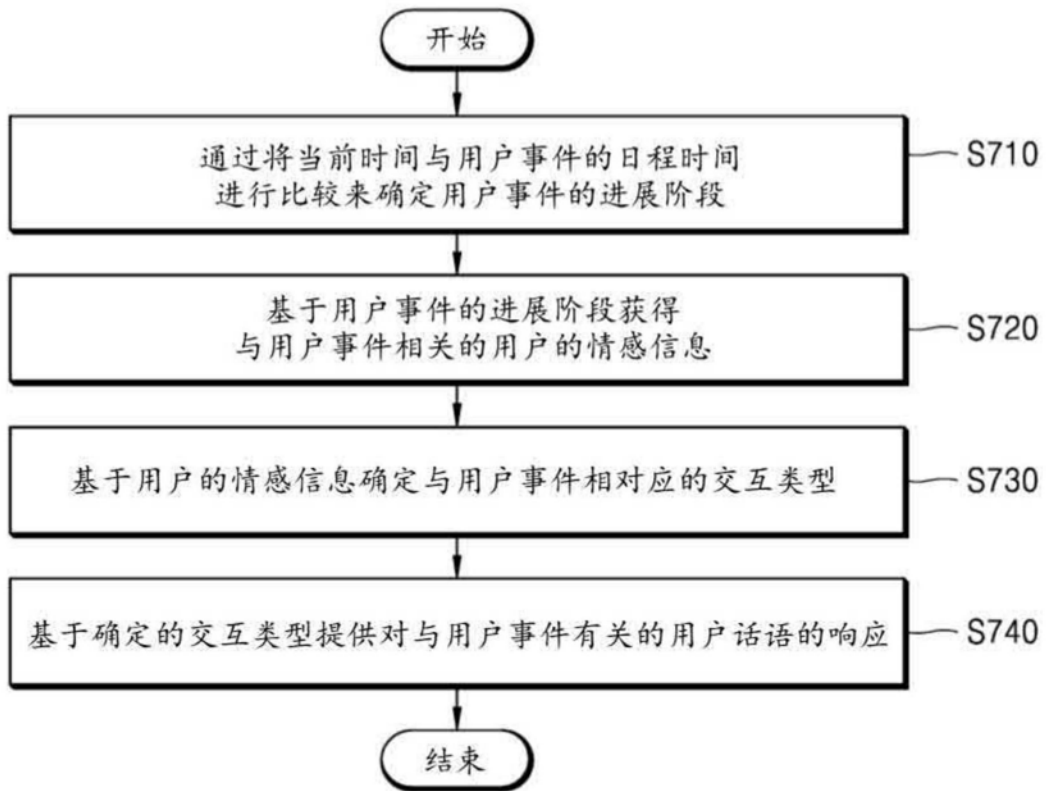 开始
通过将当前时间与用户事件的日程时间
进行比较来确定用户事件的进展阶段
S710
基于用户事件的进展阶段获得
与用户事件相关的用户的情感信息
S720
基于用户的情感信息确定与用户事件相对应的交互类型
S730
基于确定的交互类型提供对与用户事件有关的用户话语的响应
S740
结束